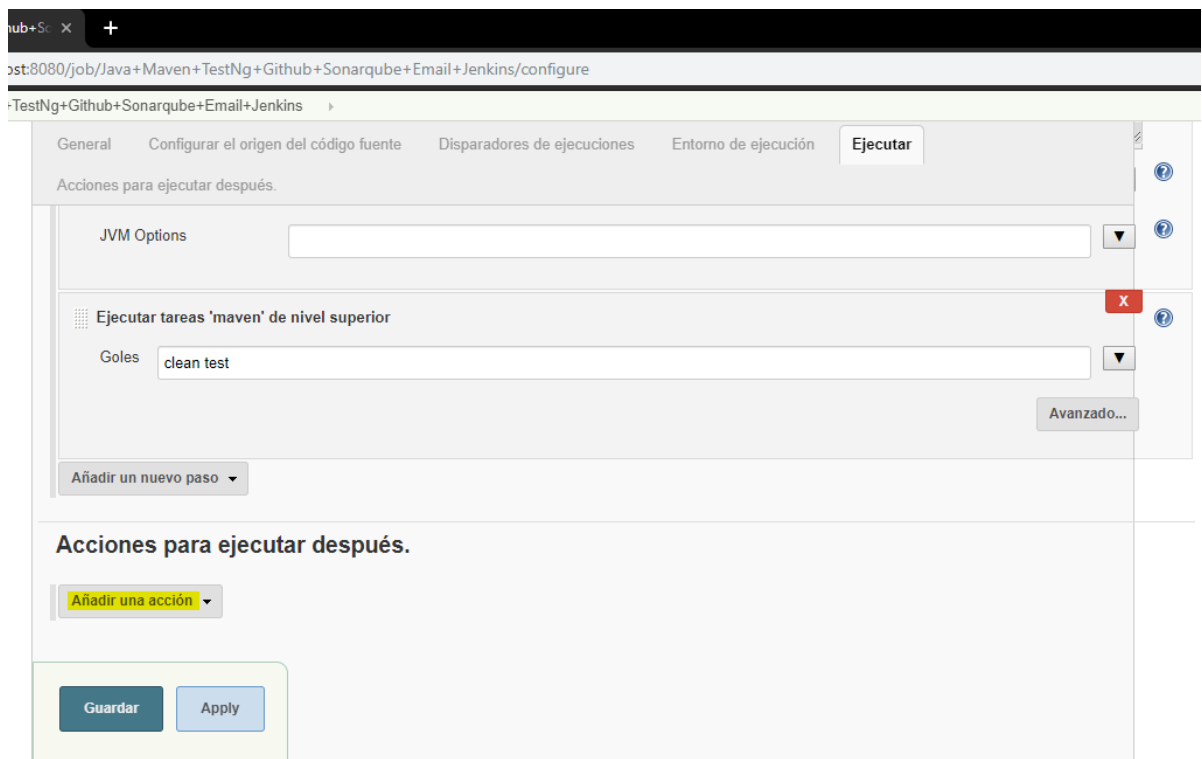 nub+Sc × +
ost:8080/job/Java+Maven+TestNg+Github+Sonarqube+Email+Jenkins/configure
+TestNg+Github+Sonarqube+Email+Jenkins
General Configurar el origen del código fuente Disparadores de ejecuciones Entorno de ejecución Ejecutar
Acciones para ejecutar después.
JVM Options
X
Ejecutar tareas 'maven' de nivel superior
Goles clean test
Avanzado...
Añadir un nuevo paso
Acciones para ejecutar después.
Añadir una acción
Guardar Apply